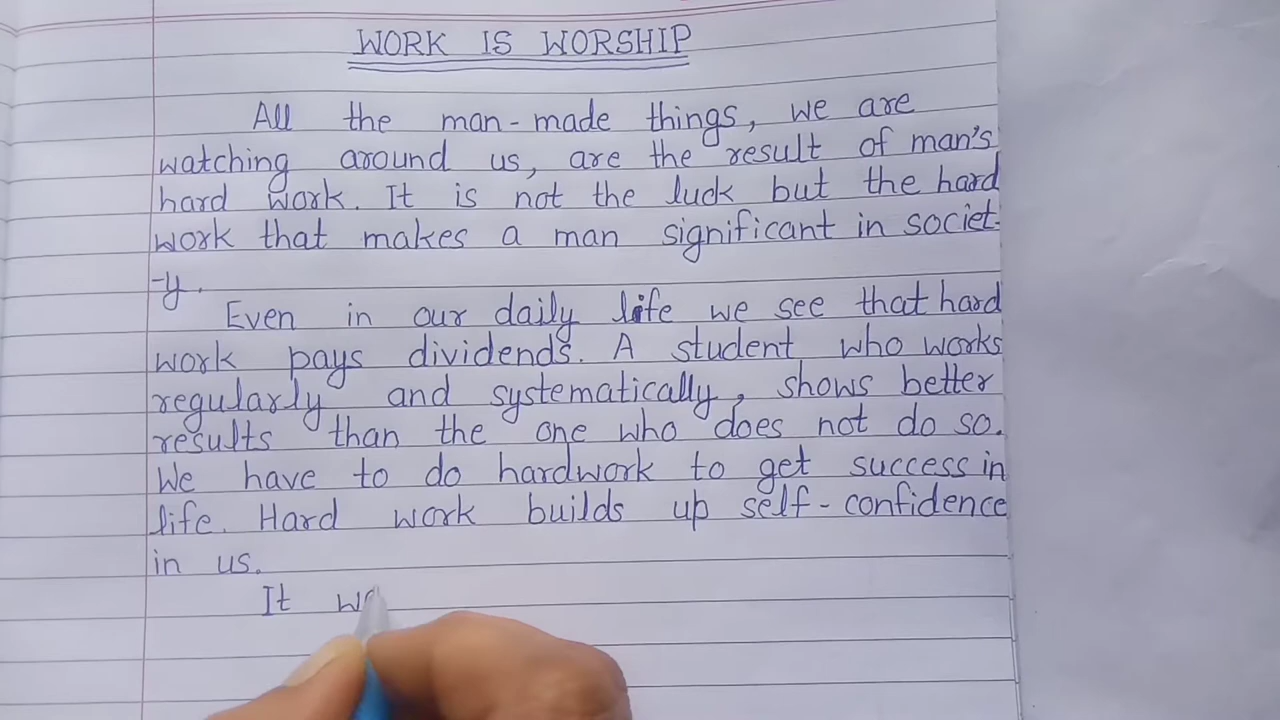 WORK IS WORSHIP
All the man-made things, we are
watching around us, are the result of man's
hard work. It is not the luck but the hard
work that makes a man significant in societ-
-y.
Even in our daily life we see that hard
work pays dividends. A student who works
regularly and systematically, shows better
results than the one who does not do so.
We have to do hardwork to get success in
life. Hard work builds up self-confidence
in us.
It